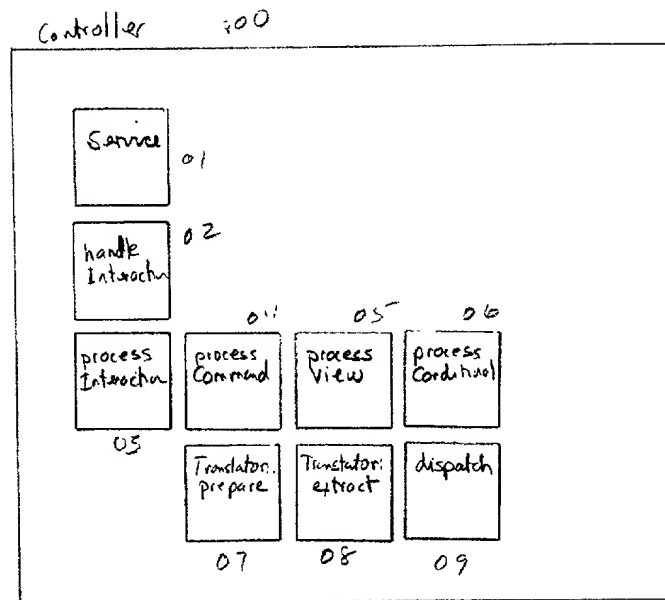 Controller :00
Service
01
handle
Interaction
02
process
Interaction
03
04
process
Command
05
process
View
06
process
Conditional
Translator:
prepare
07
Translator:
extract
08
dispatch
09